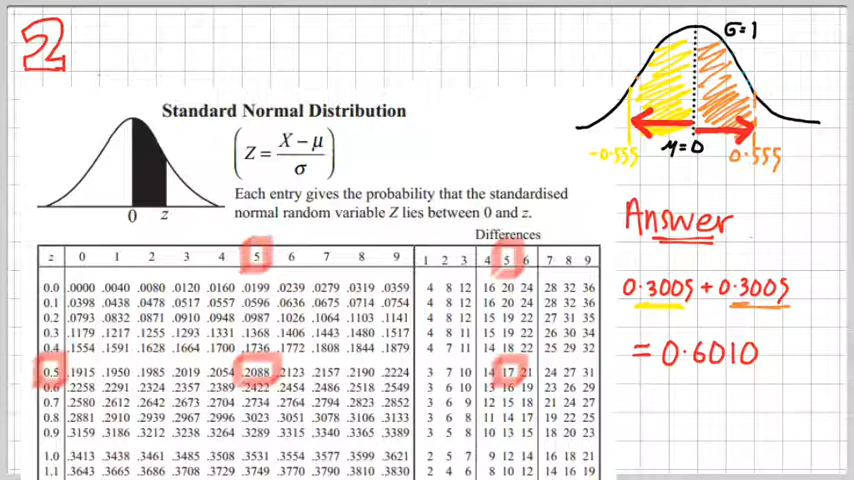 2
σ=1
-0.555 μ=0 0.555
Standard Normal Distribution
(Z = X − μ / σ)
0 z
Each entry gives the probability that the standardised
normal random variable Z lies between 0 and z.
Differences
z 0 1 2 3 4 5 6 7 8 9 1 2 3 4 5 6 7 8 9
0.0 .0000 .0040 .0080 .0120 .0160 .0199 .0239 .0279 .0319 .0359 4 8 12 16 20 24 28 32 36
0.1 .0398 .0438 .0478 .0517 .0557 .0596 .0636 .0675 .0714 .0754 4 8 12 16 20 24 28 32 36
0.2 .0793 .0832 .0871 .0910 .0948 .0987 .1026 .1064 .1103 .1141 4 8 12 15 19 22 27 31 35
0.3 .1179 .1217 .1255 .1293 .1331 .1368 .1406 .1443 .1480 .1517 4 8 11 15 19 22 26 30 34
0.4 .1554 .1591 .1628 .1664 .1700 .1736 .1772 .1808 .1844 .1879 4 7 11 14 18 22 25 29 32
0.5 .1915 .1950 .1985 .2019 .2054 .2088 .2123 .2157 .2190 .2224 3 7 10 14 17 21 24 27 31
0.6 .2258 .2291 .2324 .2357 .2389 .2422 .2454 .2486 .2518 .2549 3 6 10 13 16 19 23 26 29
0.7 .2580 .2612 .2642 .2673 .2704 .2734 .2764 .2794 .2823 .2852 3 6 9 12 15 18 21 24 27
0.8 .2881 .2910 .2939 .2967 .2996 .3023 .3051 .3078 .3106 .3133 3 6 8 11 14 17 19 22 25
0.9 .3159 .3186 .3212 .3238 .3264 .3289 .3315 .3340 .3365 .3389 3 5 8 10 13 15 18 20 23
1.0 .3413 .3438 .3461 .3485 .3508 .3531 .3554 .3577 .3599 .3621 2 5 7 9 12 14 16 18 21
1.1 .3643 .3665 .3686 .3708 .3729 .3749 .3770 .3790 .3810 .3830 2 4 6 8 10 12 14 16 19
Answer
0.3005 + 0.3005
= 0.6010